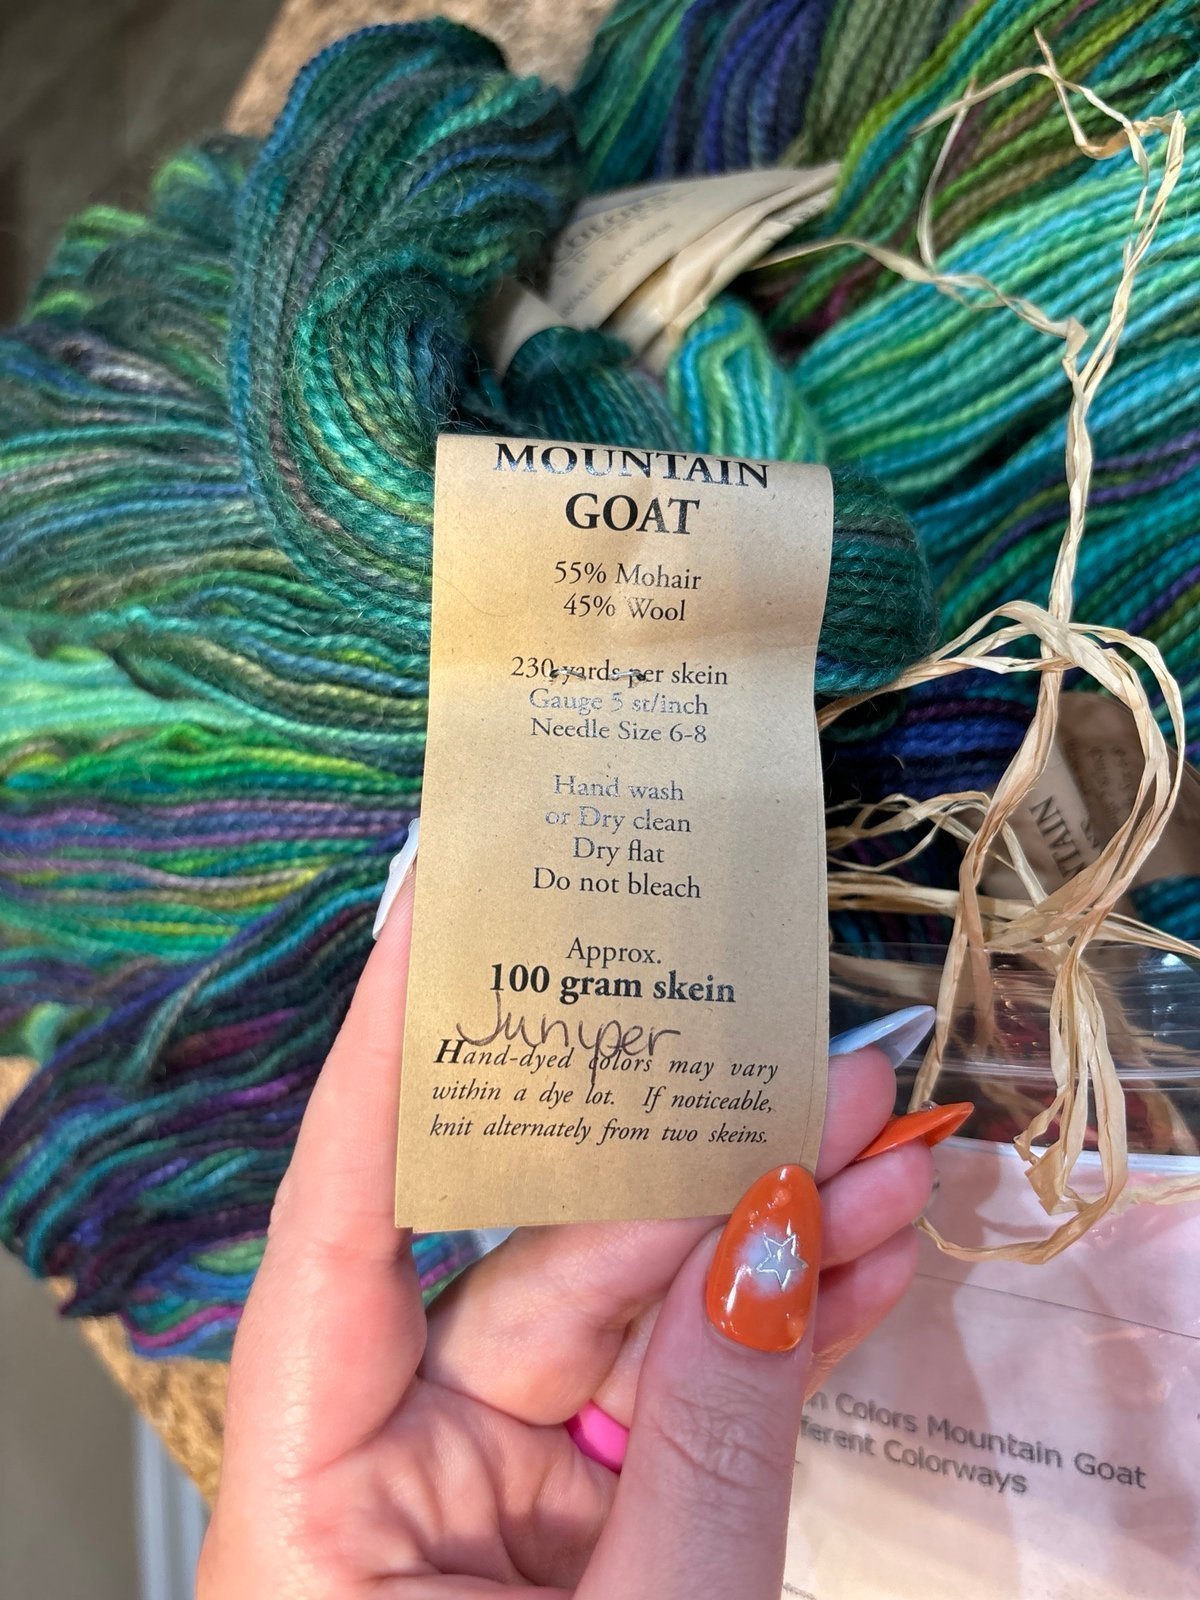 MOUNTAIN
GOAT
55% Mohair
45% Wool
230 yards per skein
Gauge 5 st/inch
Needle Size 6-8
Hand wash
or Dry clean
Dry flat
Do not bleach
Approx.
100 gram skein
Juniper
Hand-dyed colors may vary
within a dye lot. If noticeable,
knit alternately from two skeins.
Colors Mountain Goat
Colorways